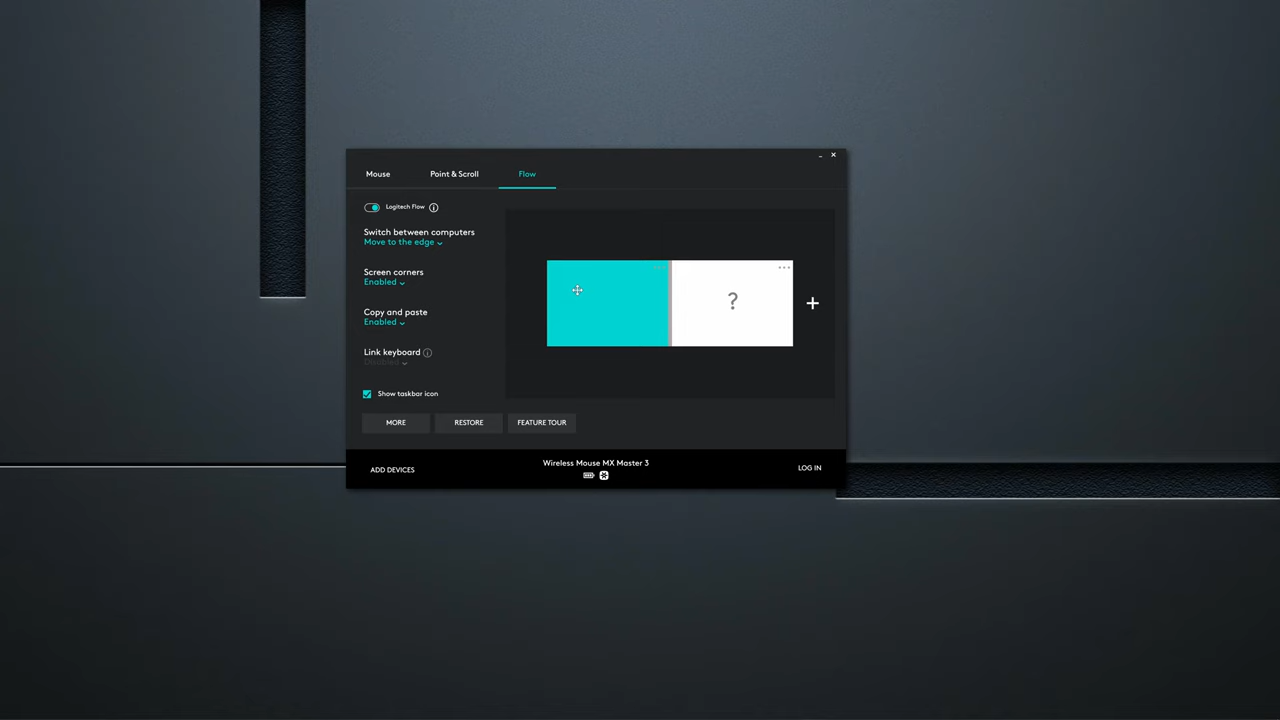 Mouse
Point & Scroll
Flow
Logitech Flow
Switch between computers
Move to the edge
Screen corners
Enabled
Copy and paste
Enabled
Link keyboard
Disabled
Show taskbar icon
?
+
MORE
RESTORE
FEATURE TOUR
ADD DEVICES
Wireless Mouse MX Master 3
LOG IN